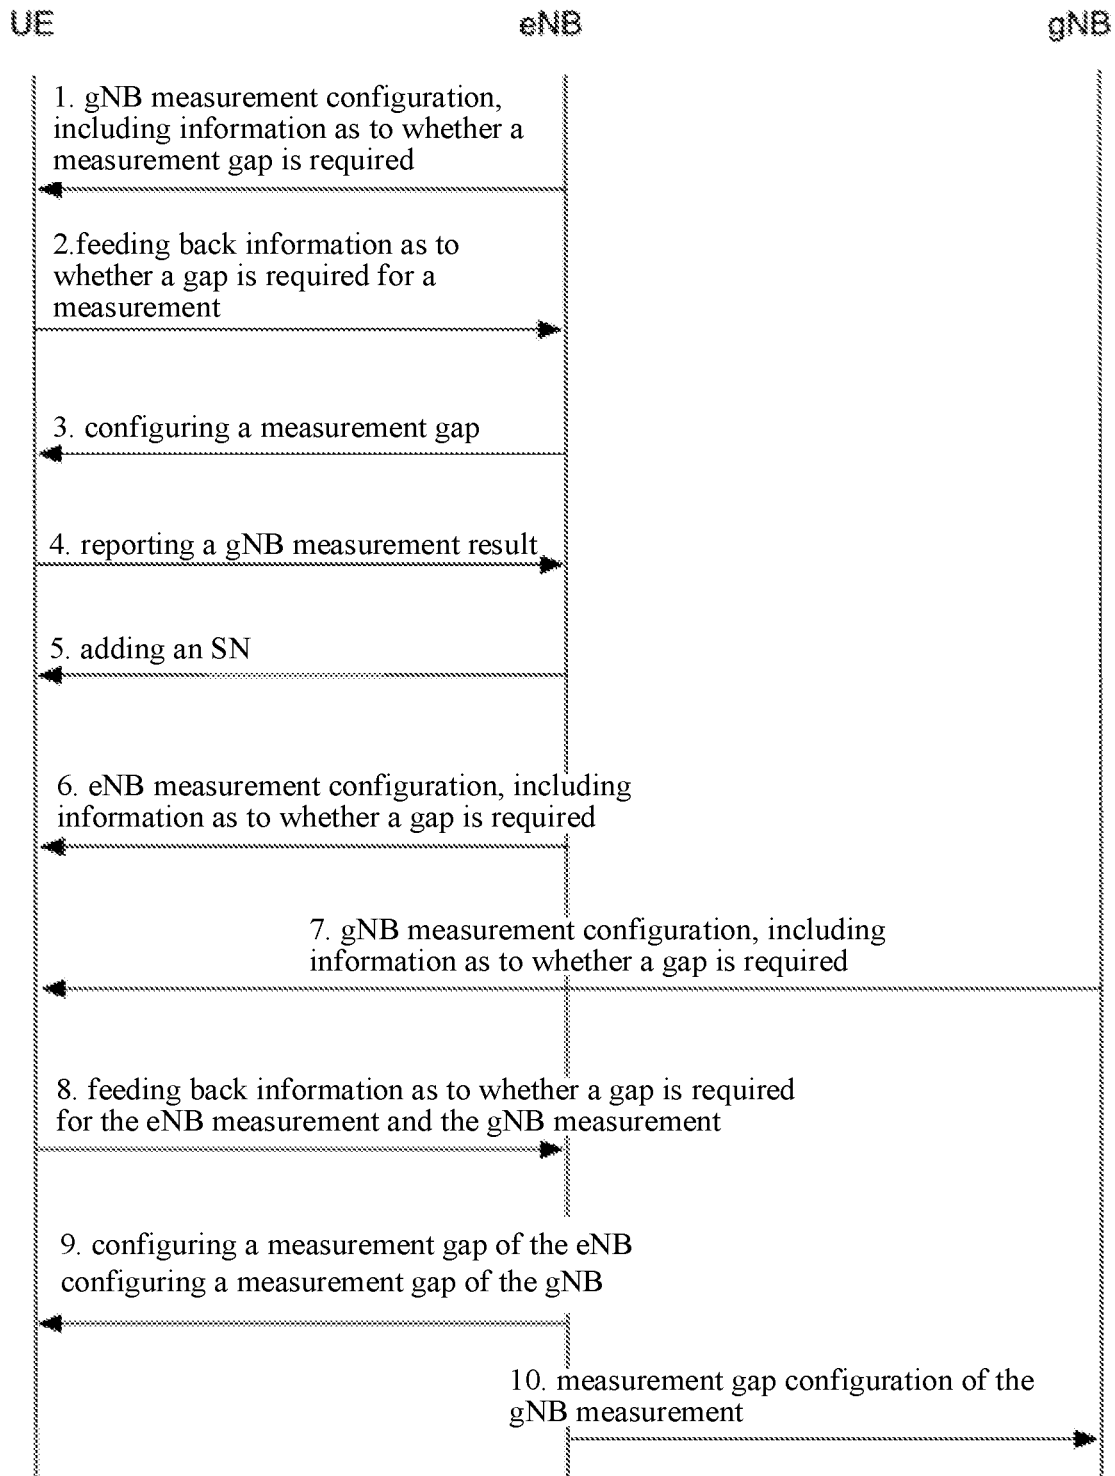 UE eNB gNB
1. gNB measurement configuration,
including information as to whether a
measurement gap is required
2.feeding back information as to
whether a gap is required for a
measurement
3. configuring a measurement gap
4. reporting a gNB measurement result
5. adding an SN
6. eNB measurement configuration, including
information as to whether a gap is required
7. gNB measurement configuration, including
information as to whether a gap is required
8. feeding back information as to whether a gap is required
for the eNB measurement and the gNB measurement
9. configuring a measurement gap of the eNB
configuring a measurement gap of the gNB
10. measurement gap configuration of the
gNB measurement